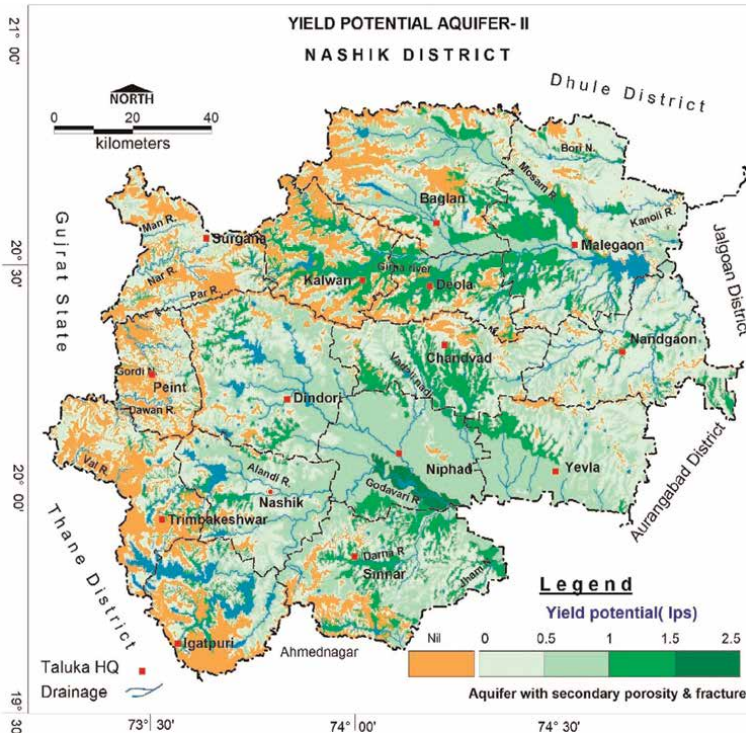 YIELD POTENTIAL AQUIFER- II
NASHIK DISTRICT
21° 00'
NORTH
0 20 40
kilometers
Dhule District
Bori N.
Mosam R.
Baglan
Kanoli R.
Man R.
Surgana
Malegaon
Gujrat State
20° 30'
Nar R.
Girna river
Kalwan
Deola
Jalgoan District
Par R.
Nandgaon
Chandvad
Gordi R.
Peint
Dawan R.
Dindori
Aurangabad District
Niphad
Yevla
Val R.
Alandi R.
20° 00'
Nashik
Godavari R.
Trimbakeshwar
Thane District
Darna R
Sinnar
Jham N.
Igatpuri
Ahmednagar
Legend
Yield potential( lps)
Nil 0 0.5 1 1.5 2.5
Aquifer with secondary porosity & fracture
Taluka HQ
Drainage
19° 30'
73° 30' 74° 00' 74° 30'